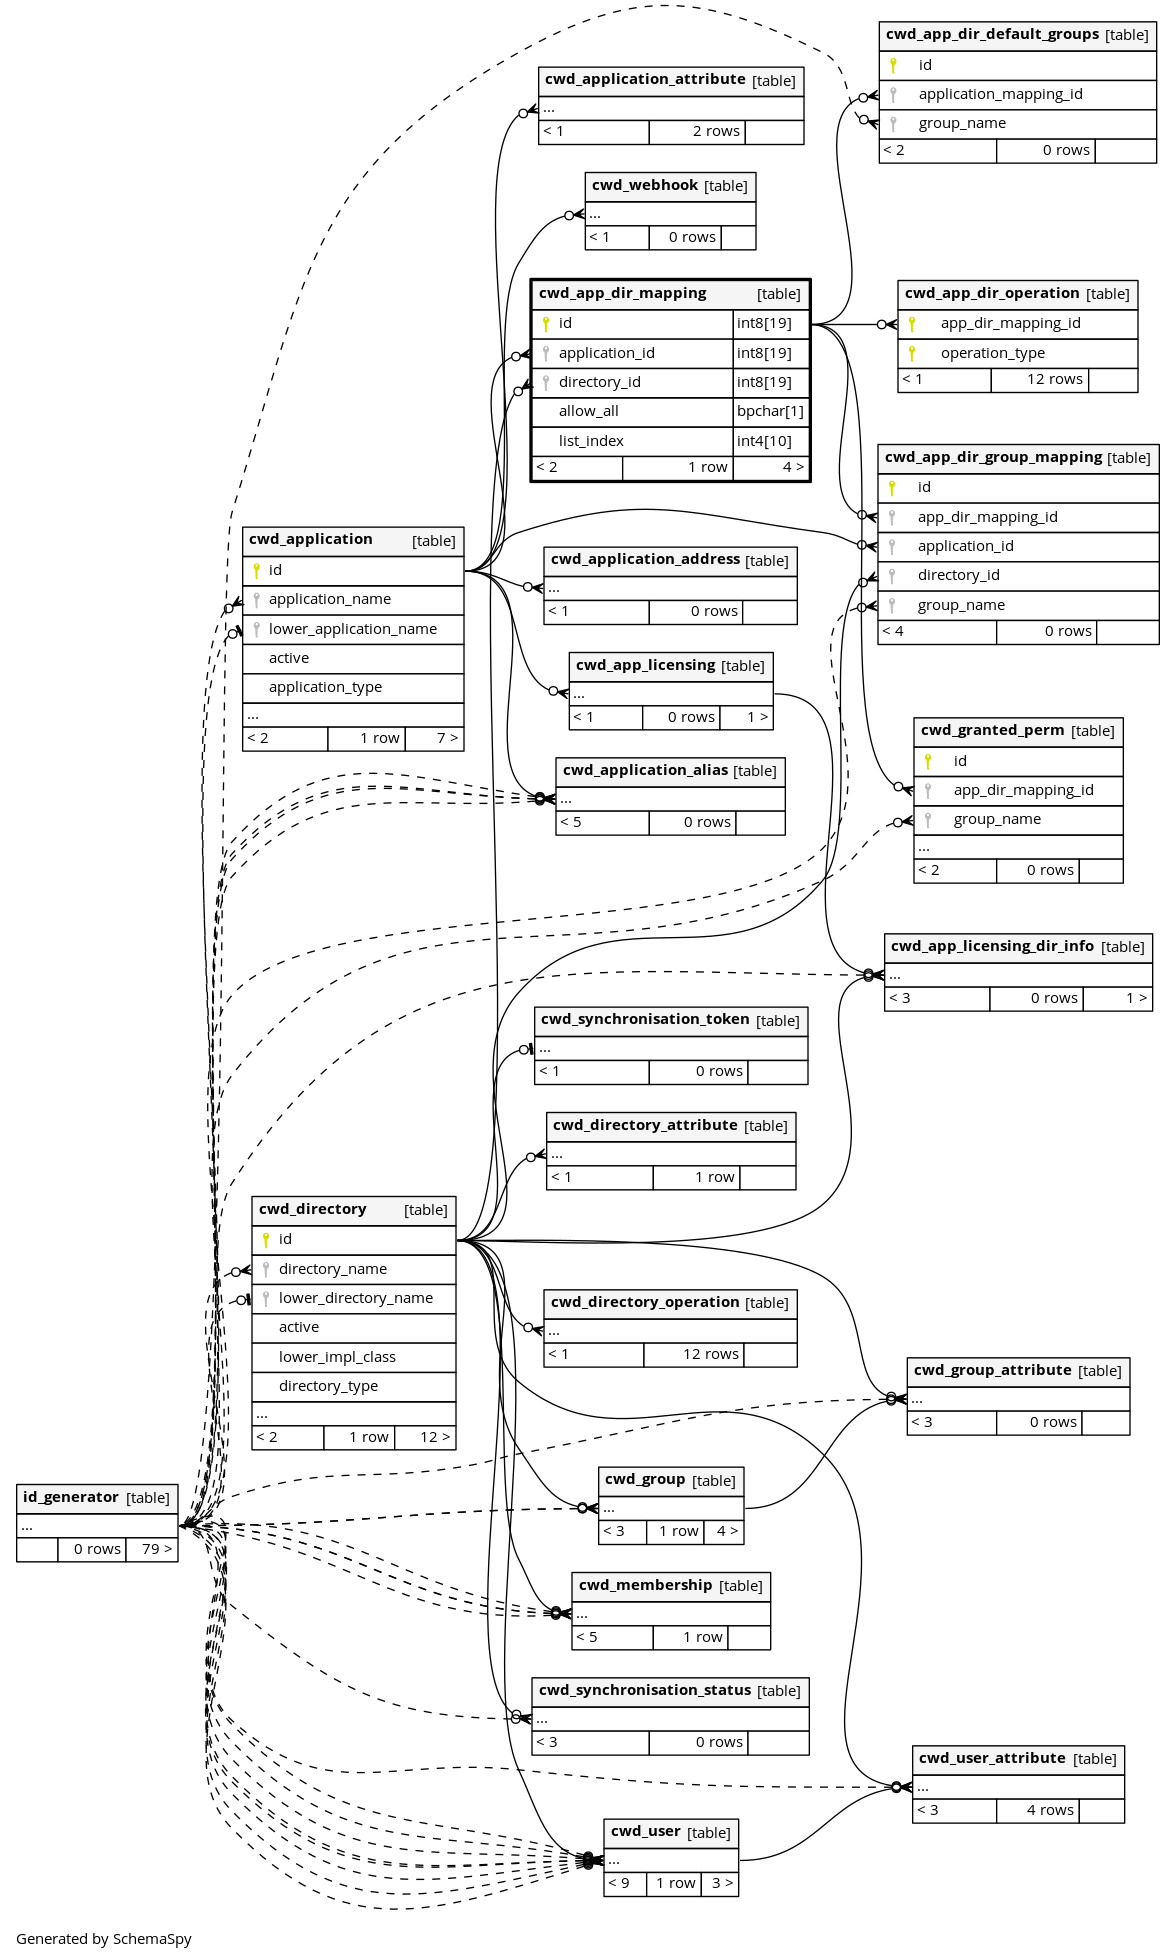 cwd_app_dir_default_groups [table]
id
application_mapping_id
group_name
< 2 0 rows
cwd_application_attribute [table]
...
< 1 2 rows
cwd_webhook [table]
...
< 1 0 rows
cwd_app_dir_mapping [table]
id int8[19]
application_id int8[19]
directory_id int8[19]
allow_all bpchar[1]
list_index int4[10]
< 2 1 row 4 >
cwd_app_dir_operation [table]
app_dir_mapping_id
operation_type
< 1 12 rows
cwd_app_dir_group_mapping [table]
id
app_dir_mapping_id
application_id
directory_id
group_name
< 4 0 rows
cwd_application [table]
id
application_name
lower_application_name
active
application_type
...
< 2 1 row 7 >
cwd_application_address [table]
...
< 1 0 rows
cwd_app_licensing [table]
...
< 1 0 rows 1 >
cwd_application_alias [table]
...
< 5 0 rows
cwd_granted_perm [table]
id
app_dir_mapping_id
group_name
...
< 2 0 rows
cwd_app_licensing_dir_info [table]
...
< 3 0 rows 1 >
cwd_synchronisation_token [table]
...
< 1 0 rows
cwd_directory_attribute [table]
...
< 1 1 row
cwd_directory [table]
id
directory_name
lower_directory_name
active
lower_impl_class
directory_type
...
< 2 1 row 12 >
cwd_directory_operation [table]
...
< 1 12 rows
cwd_group_attribute [table]
...
< 3 0 rows
cwd_group [table]
...
< 3 1 row 4 >
id_generator [table]
...
0 rows 79 >
cwd_membership [table]
...
< 5 1 row
cwd_synchronisation_status [table]
...
< 3 0 rows
cwd_user_attribute [table]
...
< 3 4 rows
cwd_user [table]
...
< 9 1 row 3 >
Generated by SchemaSpy